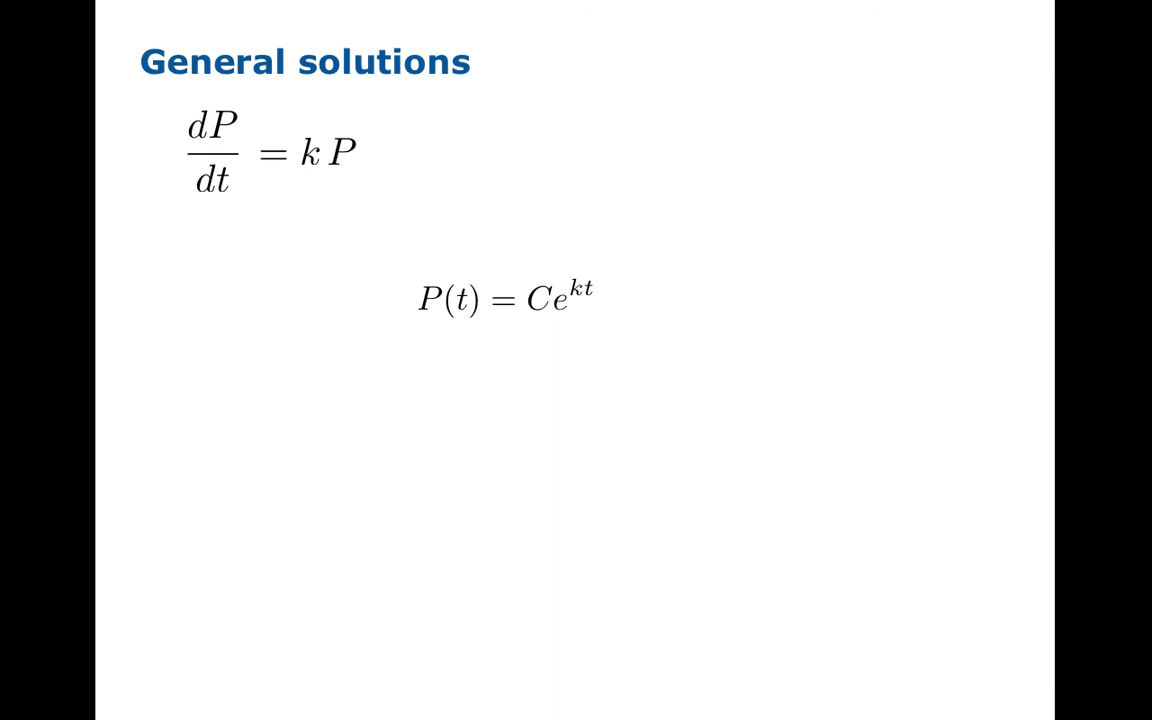 General solutions
dP/dt = k P
P(t) = Ce^{kt}